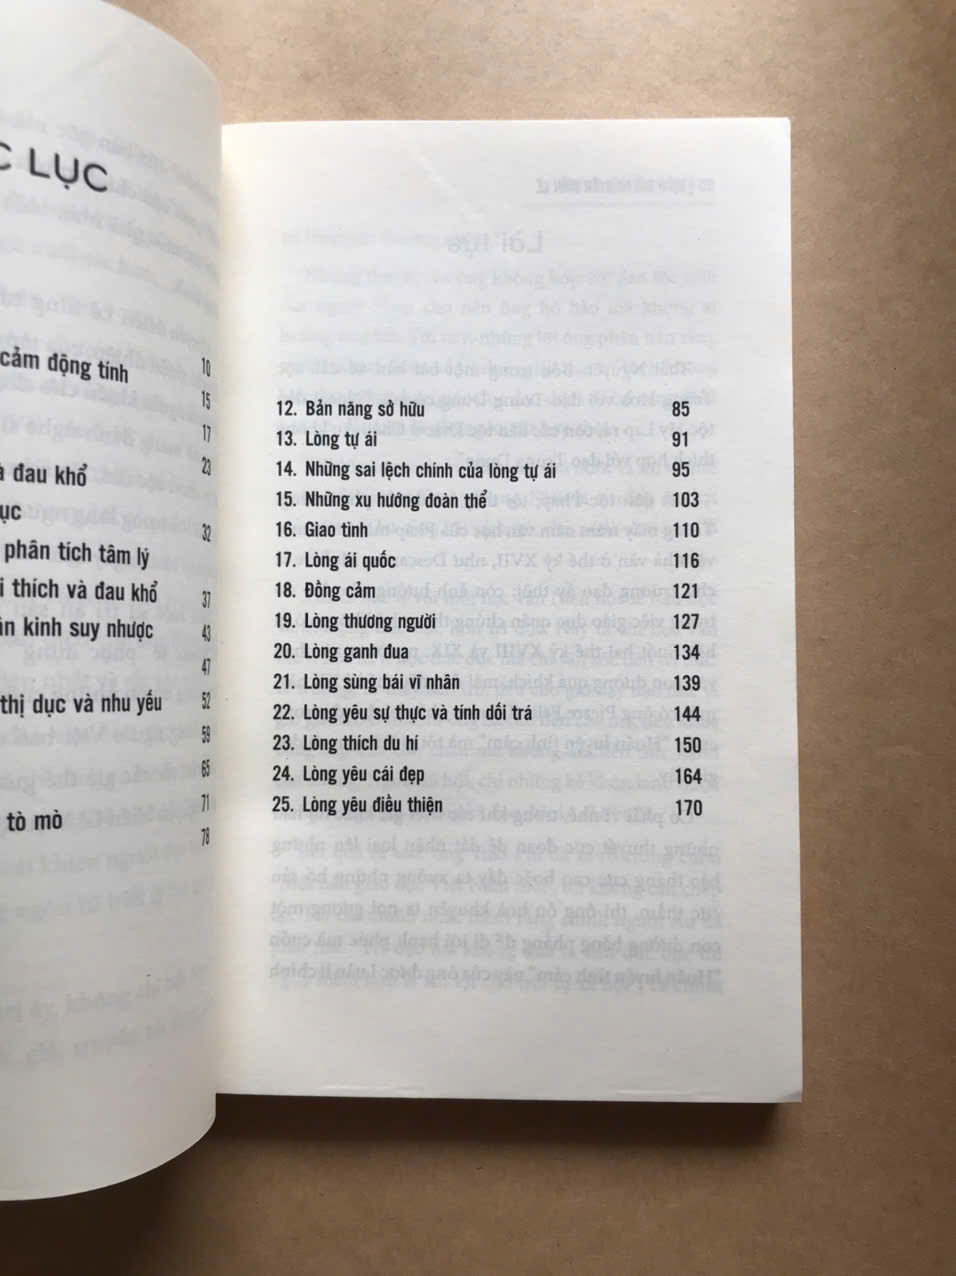 LỤC
cảm động tính 10
15
17
23
đau khổ
ục
32
phân tích tâm lý
thích và đau khổ 37
kinh suy nhược 43
47
thị dục và nhu yếu 52
59
65
71
tò mò 78
12. Bản năng sở hữu 85
13. Lòng tự ái 91
14. Những sai lệch chính của lòng tự ái 95
15. Những xu hướng đoàn thể 103
16. Giao tình 110
17. Lòng ái quốc 116
18. Đồng cảm 121
19. Lòng thương người 127
20. Lòng ganh đua 134
21. Lòng sùng bái vĩ nhân 139
22. Lòng yêu sự thực và tính dối trá 144
23. Lòng thích du hí 150
24. Lòng yêu cái đẹp 164
25. Lòng yêu điều thiện 170